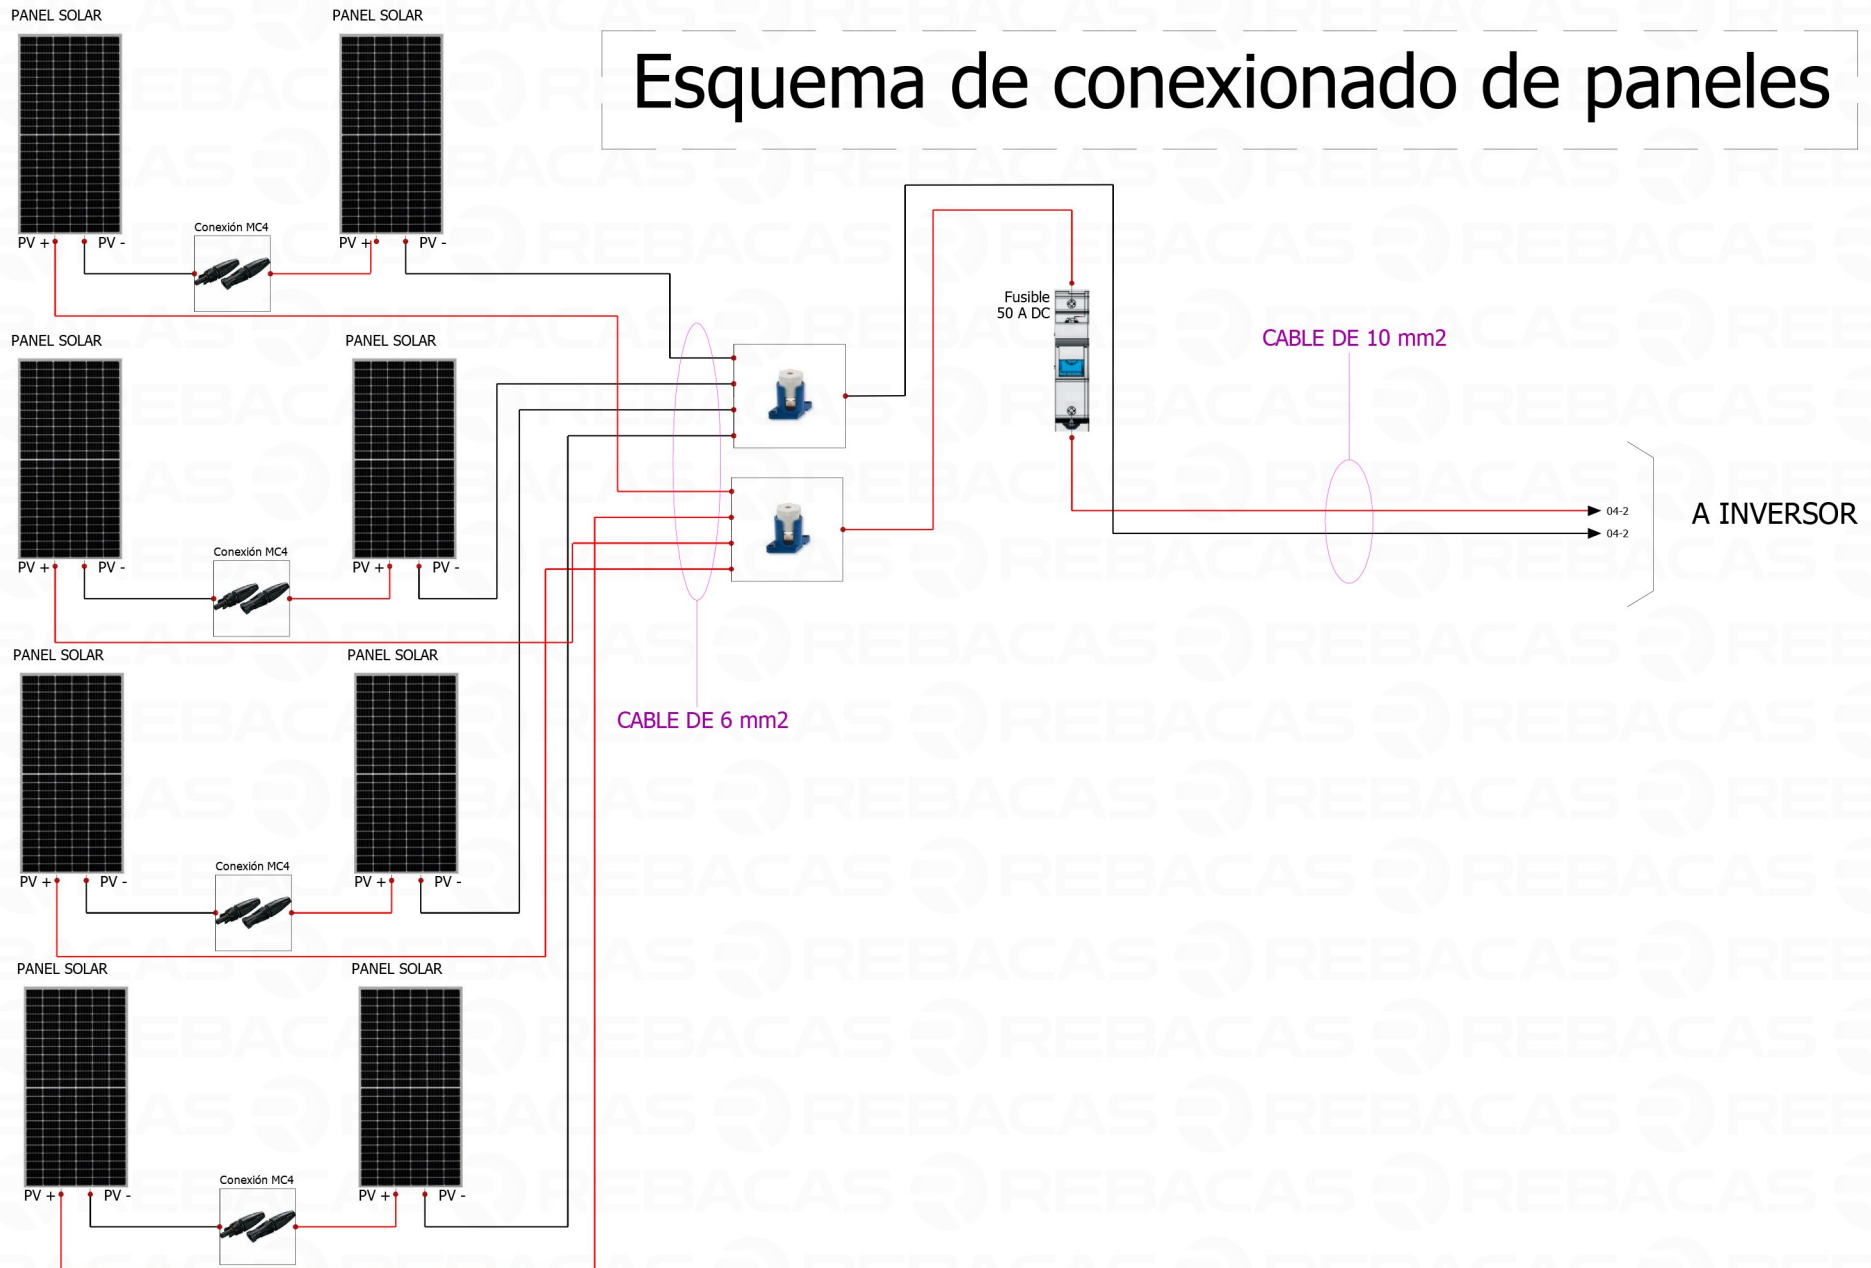 PANEL SOLAR
PANEL SOLAR
Esquema de conexionado de paneles
Conexión MC4
PV +
PV -
PV +
PV -
Fusible
50 A DC
PANEL SOLAR
PANEL SOLAR
CABLE DE 10 mm2
04-2
04-2
A INVERSOR
Conexión MC4
PV +
PV -
PV +
PV -
PANEL SOLAR
PANEL SOLAR
CABLE DE 6 mm2
Conexión MC4
PV +
PV -
PV +
PV -
PANEL SOLAR
PANEL SOLAR
Conexión MC4
PV +
PV -
PV +
PV -
REBACAS